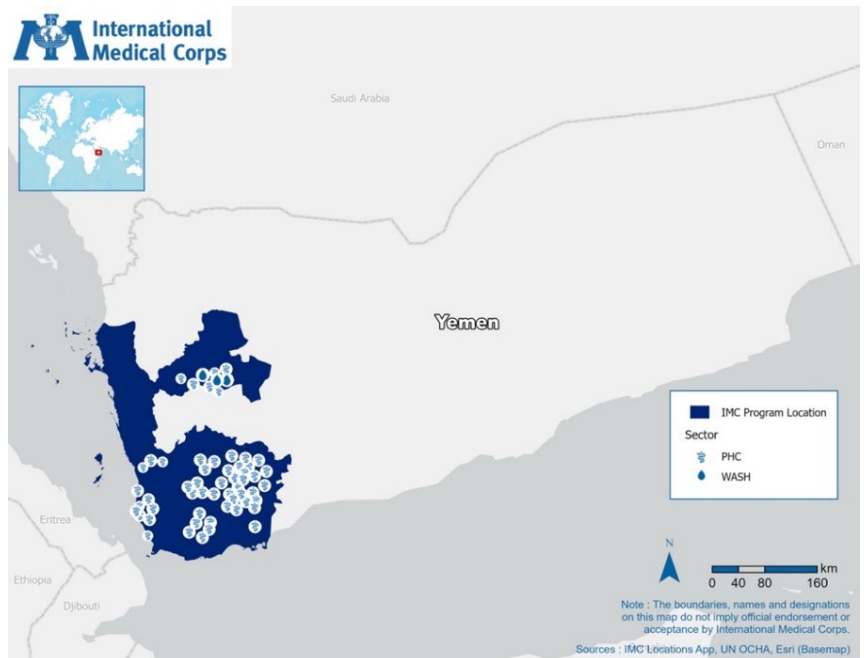 International
Medical Corps
Saudi Arabia
Oman
Yemen
IMC Program Location
Sector
PHC
WASH
Eritrea
Ethiopia
Djibouti
N
km
0 40 80 160
Note : The boundaries, names and designations
on this map do not imply official endorsement or
acceptance by International Medical Corps.
Sources : IMC Locations App, UN OCHA, Esri (Basemap)